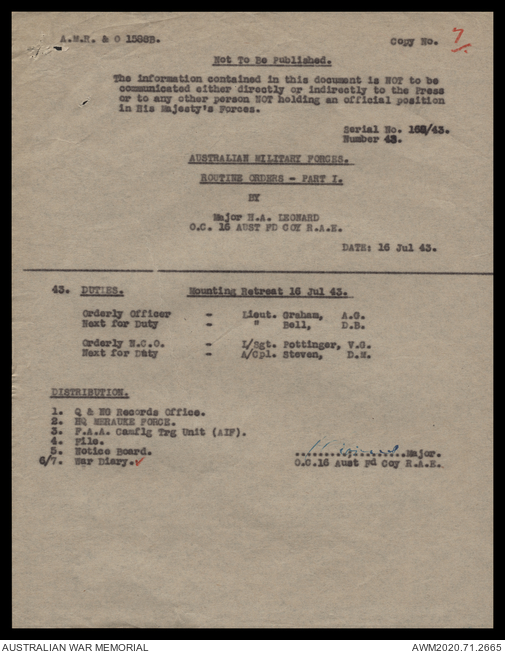 A.M.R. & O 1538B.
Copy No. 7
Not To Be Published.
The information contained in this document is NOT to be
communicated either directly or indirectly to the Press
or to any other person NOT holding an official position
in His Majesty's Forces.
Serial No. 168/43.
Number 43.
AUSTRALIAN MILITARY FORCES.
ROUTINE ORDERS - PART I.
BY
Major H.A. LEONARD
O.C. 16 AUST FD COY R.A.E.
DATE: 16 Jul 43.
43. DUTIES. Mounting Retreat 16 Jul 43.
Orderly Officer - Lieut. Graham, A.G.
Next for Duty - " Bell, D.B.
Orderly N.C.O. - L/Sgt. Pottinger, V.G.
Next for Duty - A/Cpl. Steven, D.M.
DISTRIBUTION.
1. Q & NG Records Office.
2. HQ MERAUKE FORCE.
3. F.A.A. Camflg Trg Unit (AIF).
4. File.
5. Notice Board.
6/7. War Diary.✓
Major.
O.C.16 Aust Fd Coy R.A.E.
AUSTRALIAN WAR MEMORIAL
AWM2020.71.2665